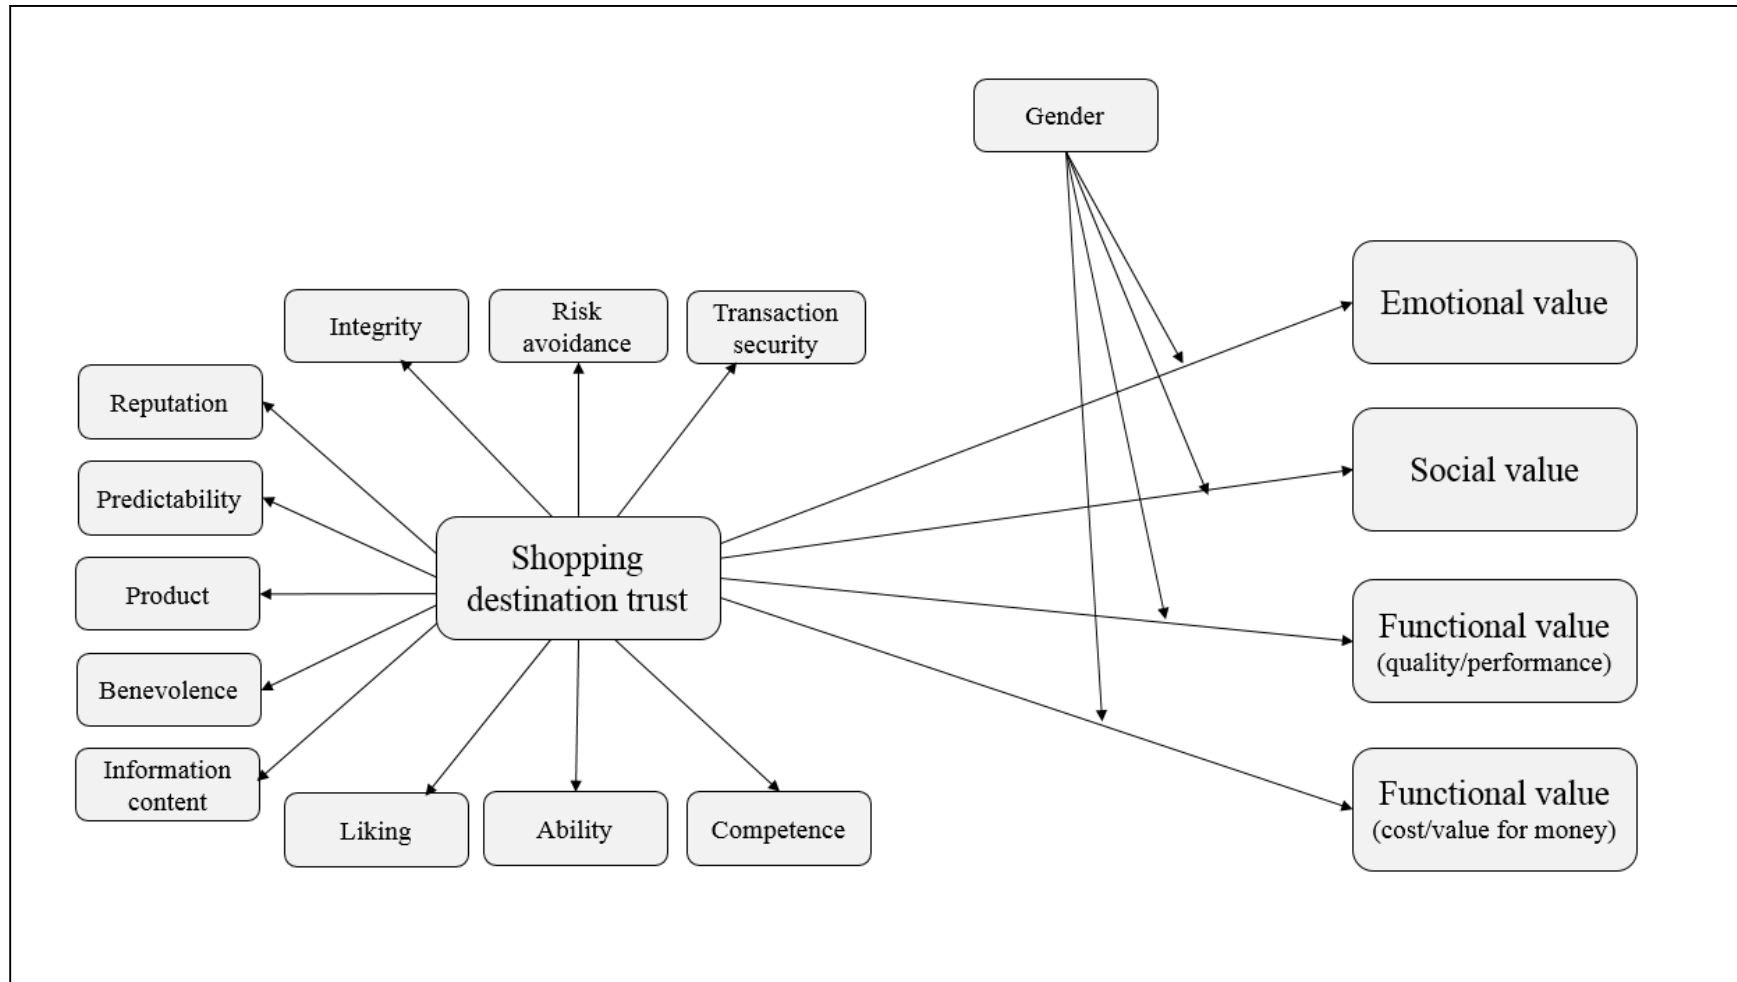 Gender
Emotional value
Integrity
Risk
avoidance
Transaction
security
Reputation
Social value
Predictability
Shopping
destination trust
Product
Functional value
(quality/performance)
Benevolence
Information
content
Liking
Ability
Competence
Functional value
(cost/value for money)